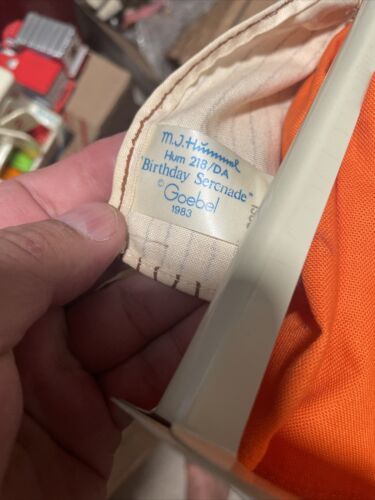 M.J. Hummel
Hum 218/DA
"Birthday Serenade"
© Goebel
1983